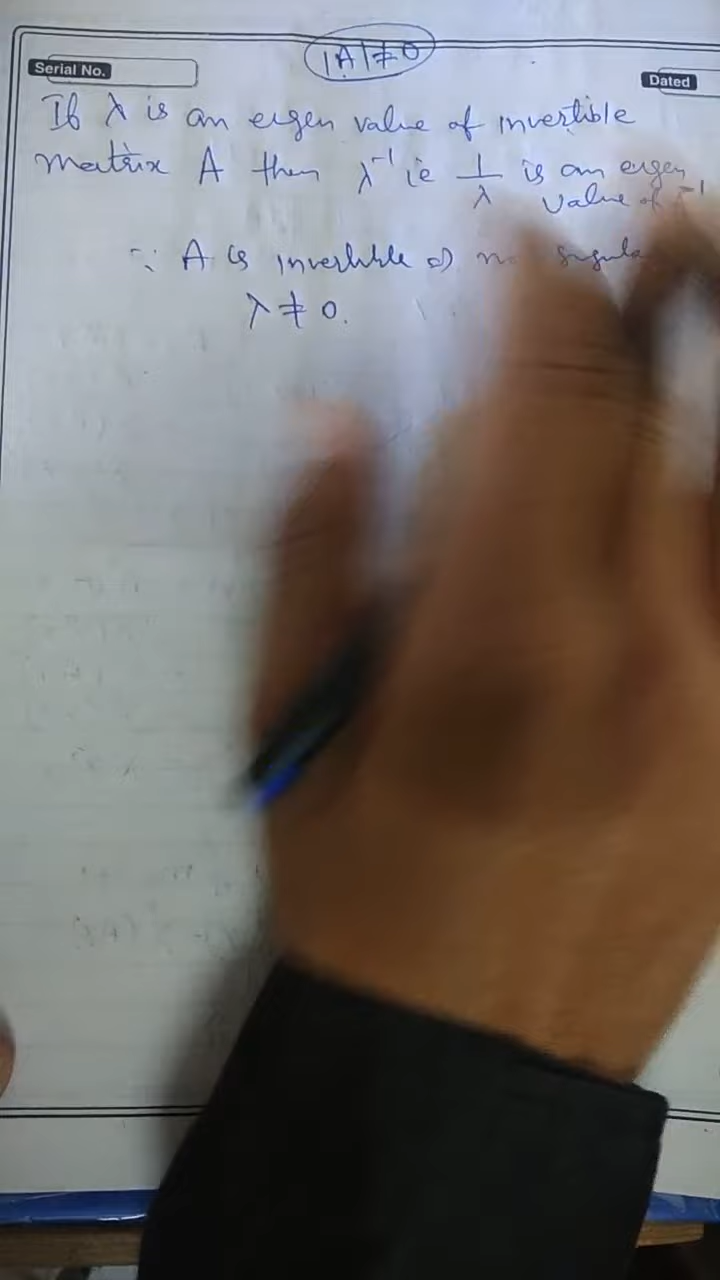 |A| ≠ 0
Serial No.
Dated
If λ is an eigen value of invertible
Matrix A then λ⁻¹ ie 1/λ is an eigen
value of
∵ A is invertible
λ ≠ 0.